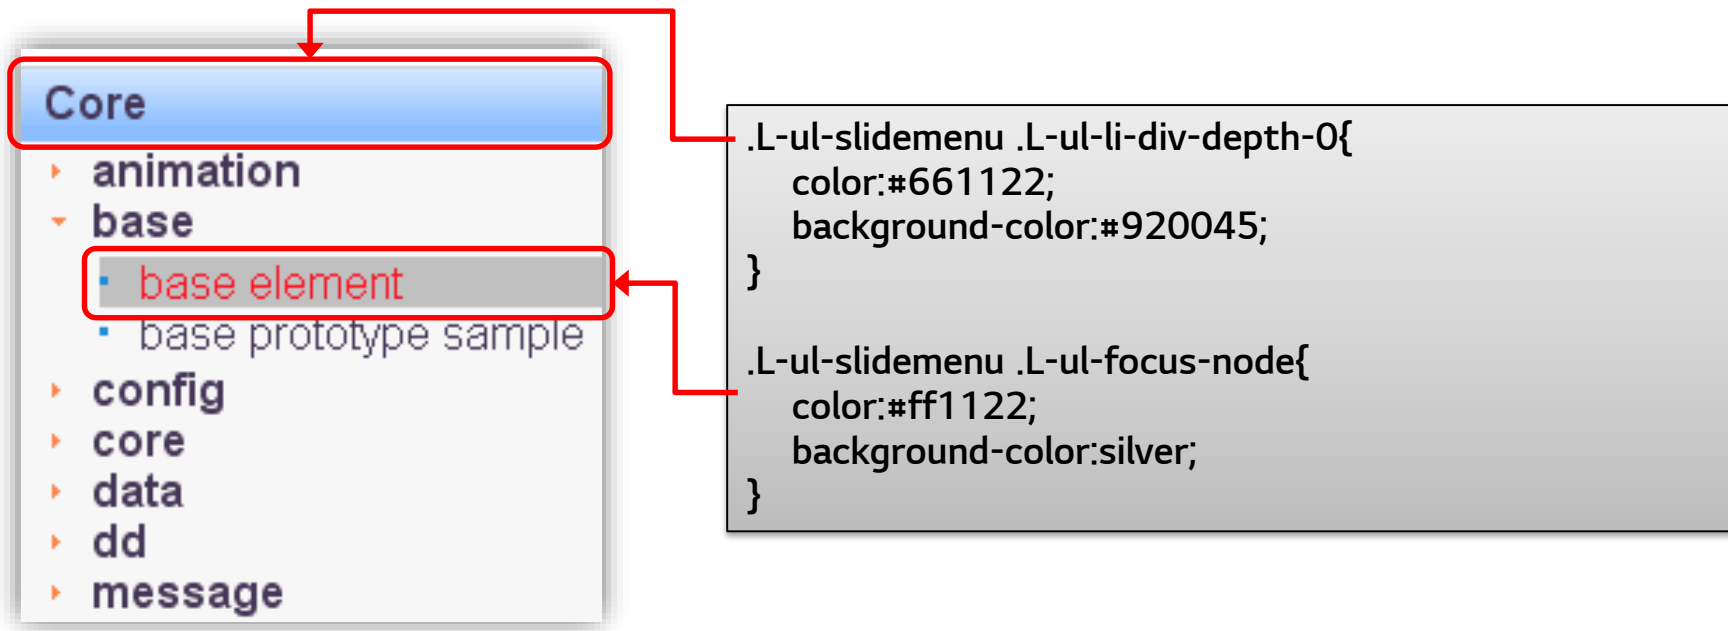 Core
animation
base
base element
base prototype sample
config
core
data
dd
message
.L-ul-slidemenu .L-ul-li-div-depth-0{
color:#661122;
background-color:#920045;
}
.L-ul-slidemenu .L-ul-focus-node{
color:#ff1122;
background-color:silver;
}